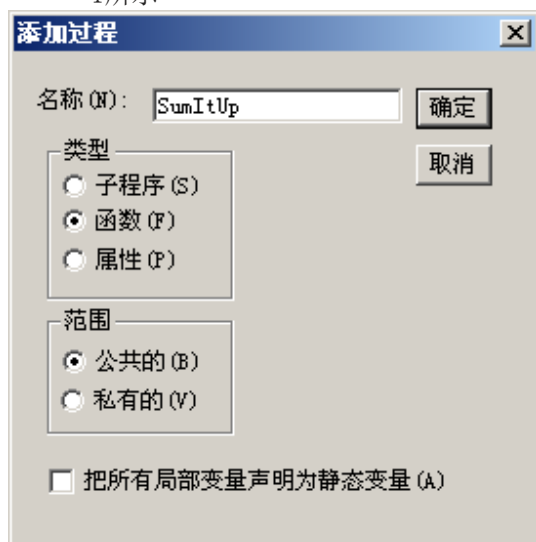 添加过程
名称(N): SumItUp 确定
取消
类型
子程序(S)
函数(F)
属性(P)
范围
公共的(B)
私有的(V)
把所有局部变量声明为静态变量(A)